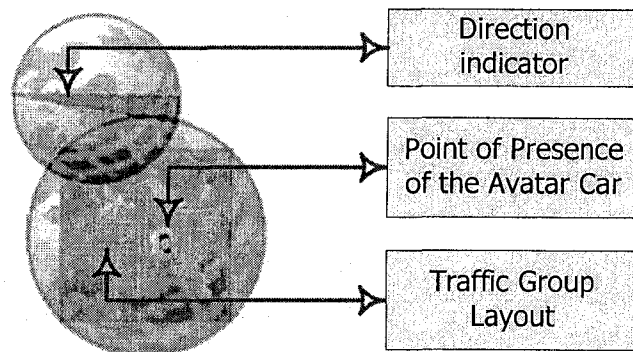 Direction
indicator
Point of Presence
of the Avatar Car
Traffic Group
Layout